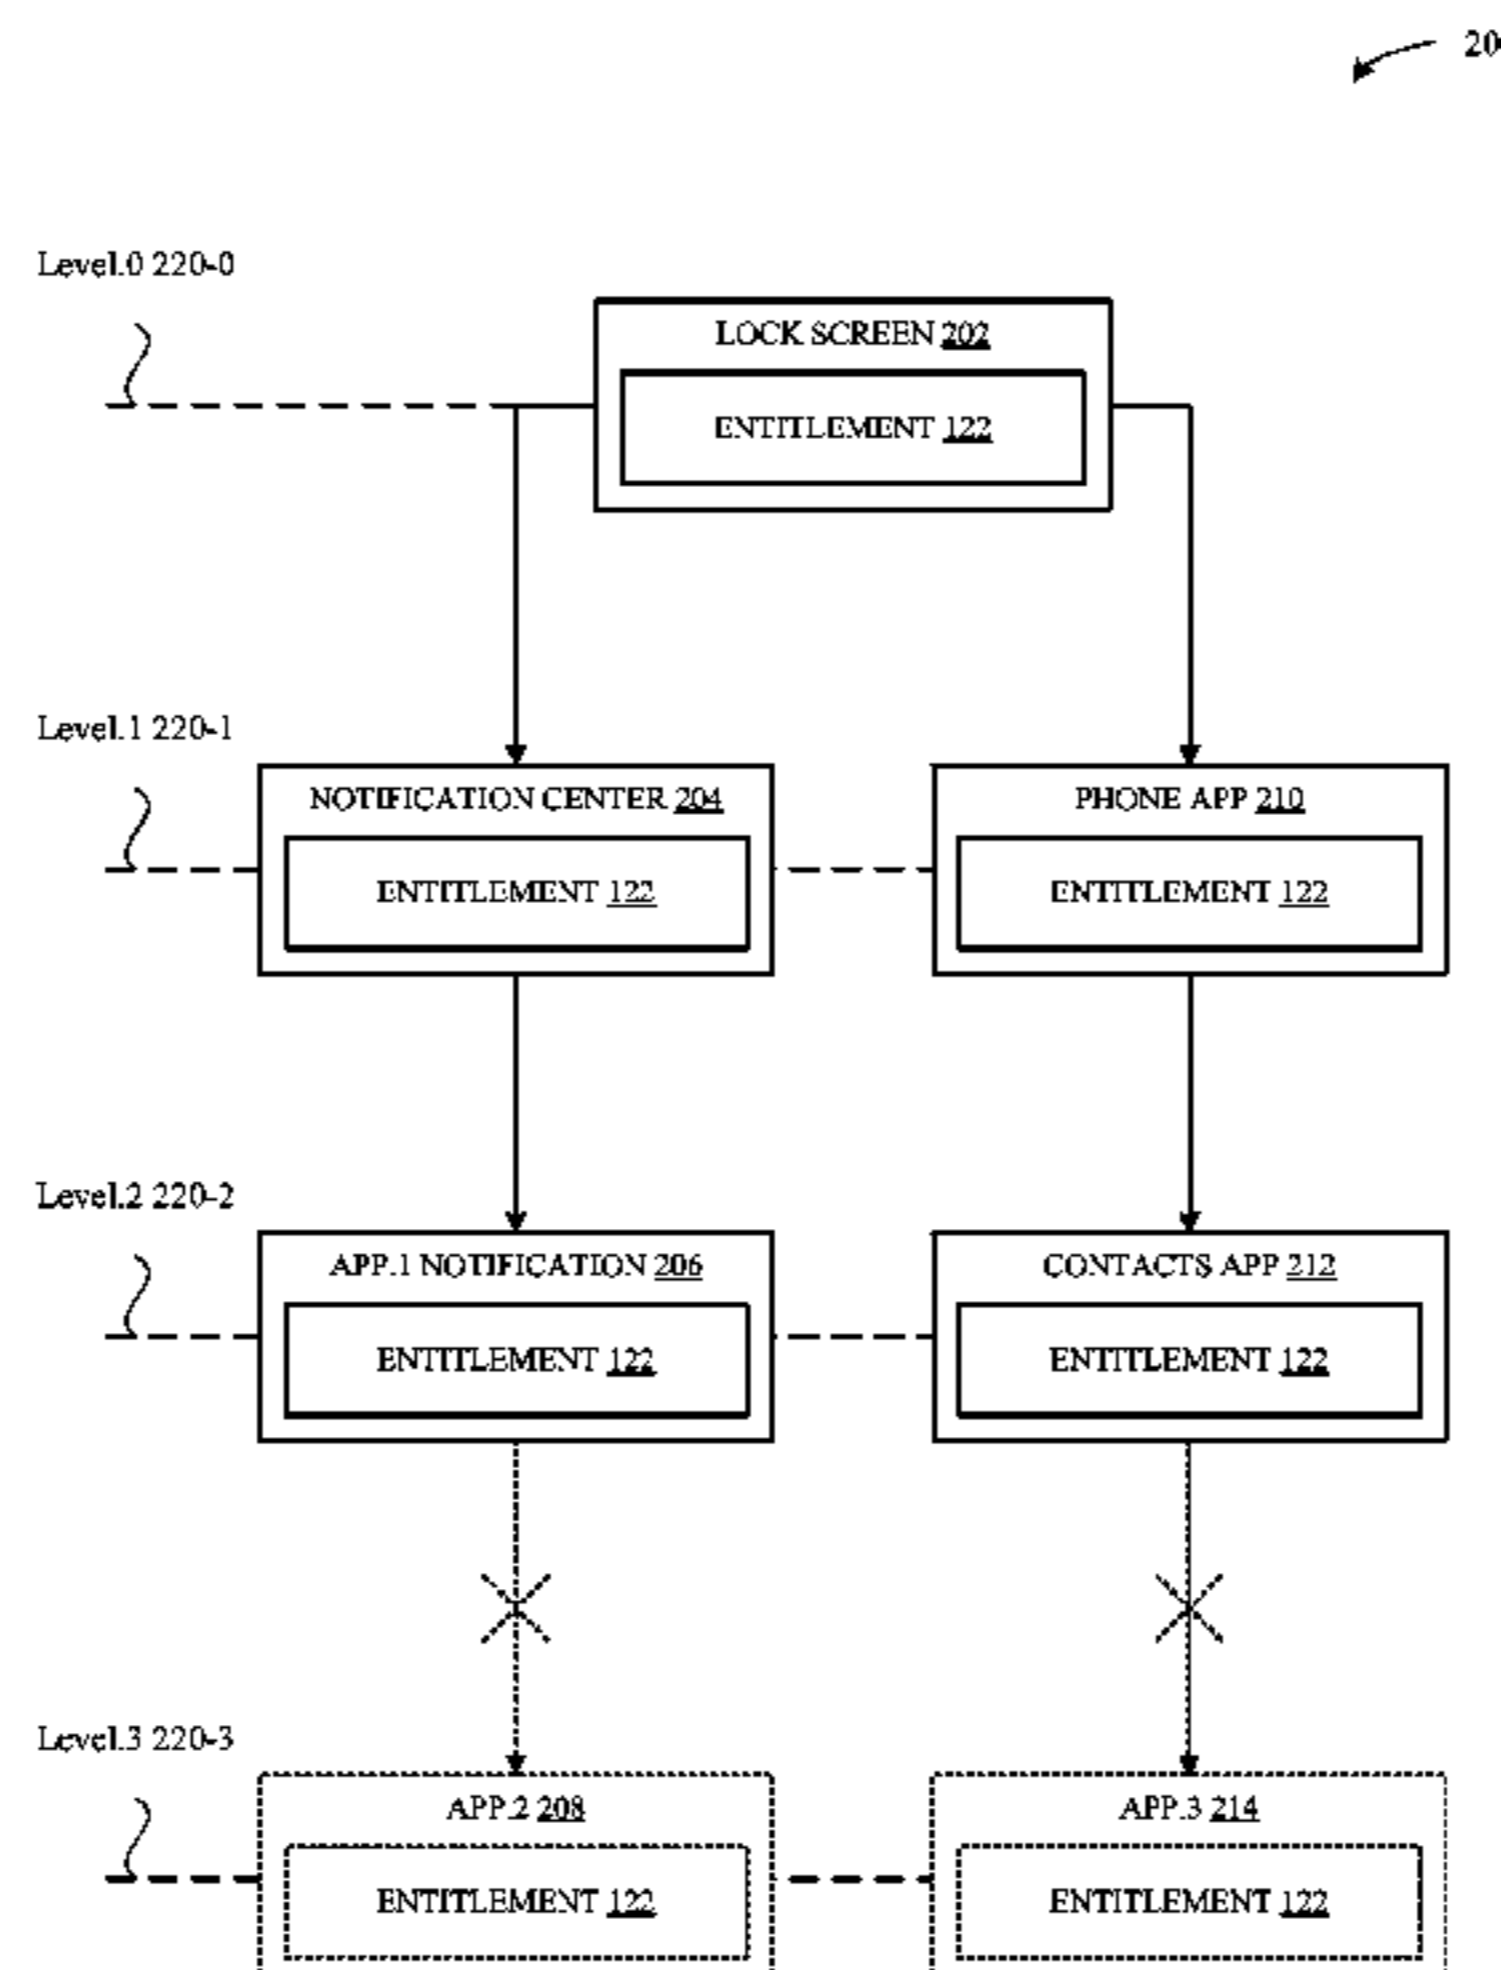 20
Level.0 220-0
LOCK SCREEN 202
ENTITLEMENT 122
Level.1 220-1
NOTIFICATION CENTER 204
PHONE APP 210
ENTITLEMENT 122
ENTITLEMENT 122
Level.2 220-2
APP.1 NOTIFICATION 206
CONTACTS APP 212
ENTITLEMENT 122
ENTITLEMENT 122
Level.3 220-3
APP.2 208
APP.3 214
ENTITLEMENT 122
ENTITLEMENT 122